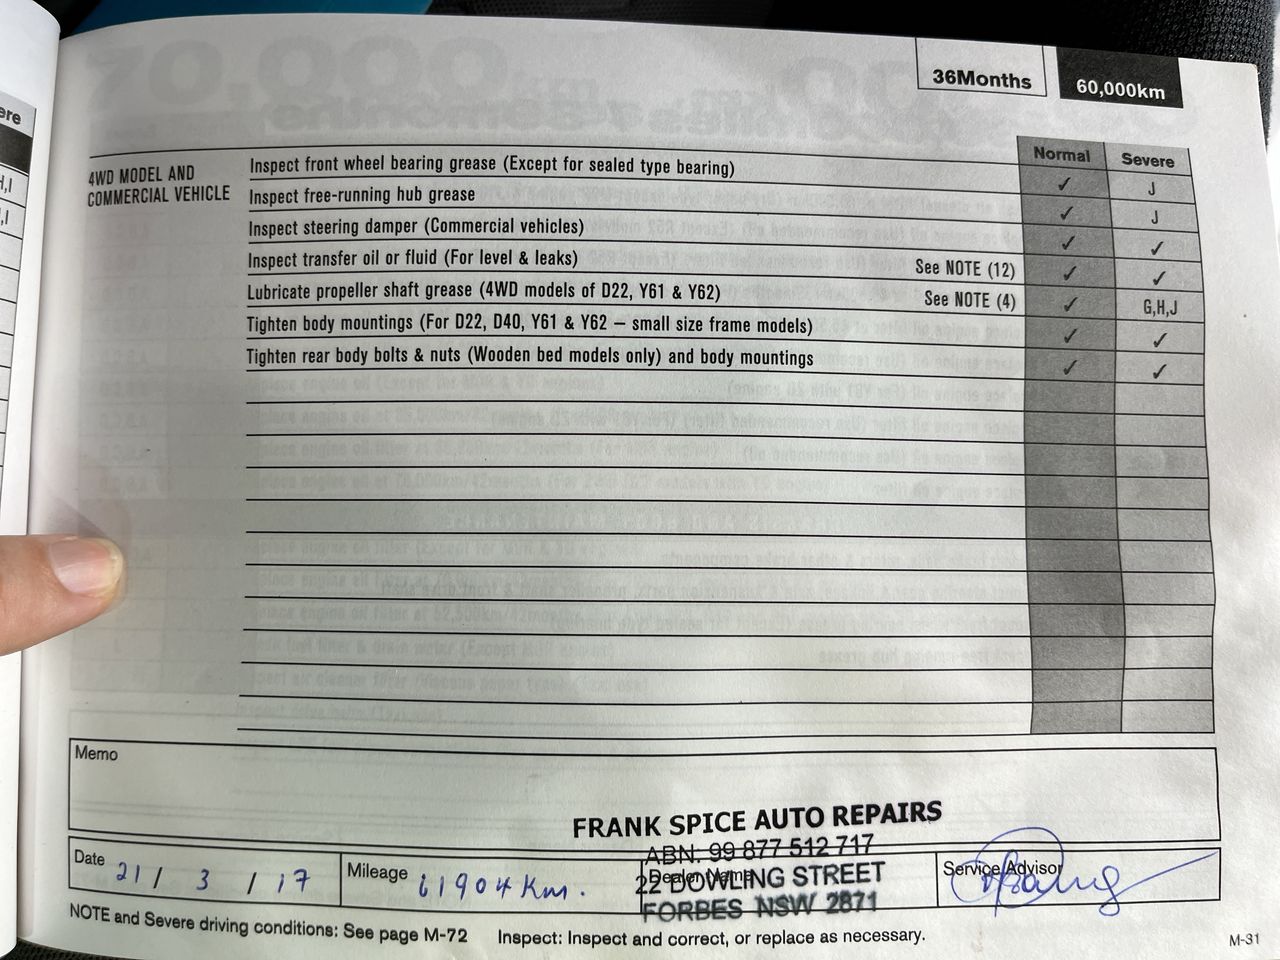 ere
H,I
36Months
60,000km
Normal
Severe
4WD MODEL AND
COMMERCIAL VEHICLE
Inspect front wheel bearing grease (Except for sealed type bearing) ✓ J
Inspect free-running hub grease ✓ J
Inspect steering damper (Commercial vehicles) ✓ ✓
Inspect transfer oil or fluid (For level & leaks) See NOTE (12) ✓ ✓
Lubricate propeller shaft grease (4WD models of D22, Y61 & Y62) See NOTE (4) ✓ G,H,J
Tighten body mountings (For D22, D40, Y61 & Y62 – small size frame models) ✓ ✓
Tighten rear body bolts & nuts (Wooden bed models only) and body mountings ✓ ✓
Memo
FRANK SPICE AUTO REPAIRS
ABN: 99 877 512 717
22 DOWLING STREET
FORBES NSW 2871
Date 21 / 3 / 17
Mileage 61904 Km.
Dealer Name
Service Advisor
NOTE and Severe driving conditions: See page M-72
Inspect: Inspect and correct, or replace as necessary.
M-31